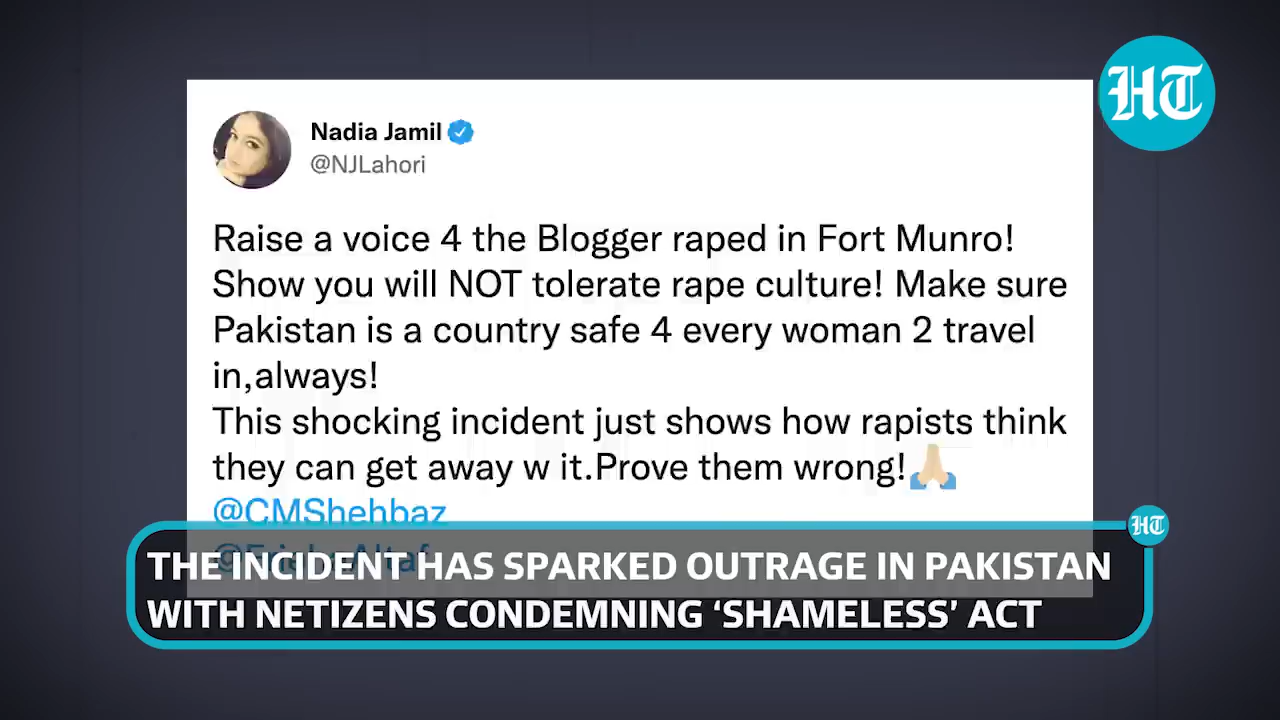 HT
Nadia Jamil
@NJLahori
Raise a voice 4 the Blogger raped in Fort Munro!
Show you will NOT tolerate rape culture! Make sure
Pakistan is a country safe 4 every woman 2 travel
in,always!
This shocking incident just shows how rapists think
they can get away w it.Prove them wrong!🙏🏼
@CMShehbaz
HT
THE INCIDENT HAS SPARKED OUTRAGE IN PAKISTAN
WITH NETIZENS CONDEMNING ‘SHAMELESS’ ACT